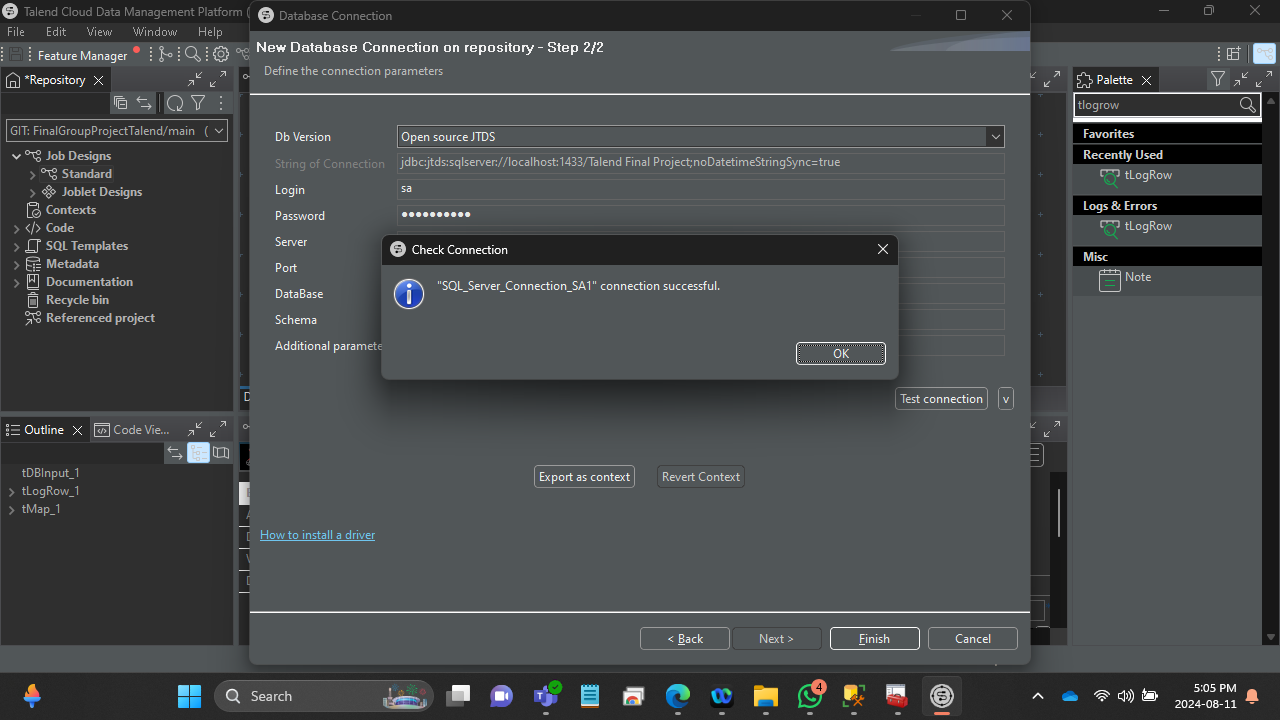 Talend Cloud Data Management Platform (
Database Connection
File Edit View Window Help
New Database Connection on repository - Step 2/2
Define the connection parameters
Feature Manager
*Repository
Palette
tlogrow
GIT: FinalGroupProjectTalend/main (
Job Designs
Standard
Joblet Designs
Contexts
Code
SQL Templates
Metadata
Documentation
Recycle bin
Referenced project
Db Version Open source JTDS
String of Connection jdbc:jtds:sqlserver://localhost:1433/Talend Final Project;noDatetimeStringSync=true
Login sa
Password ••••••••••
Server
Port
DataBase
Schema
Additional paramete
Check Connection
"SQL_Server_Connection_SA1" connection successful.
OK
Test connection v
Export as context Revert Context
How to install a driver
< Back Next > Finish Cancel
Favorites
Recently Used
tLogRow
Logs & Errors
tLogRow
Misc
Note
Outline Code Vie...
tDBInput_1
tLogRow_1
tMap_1
Search
4
5:05 PM
2024-08-11